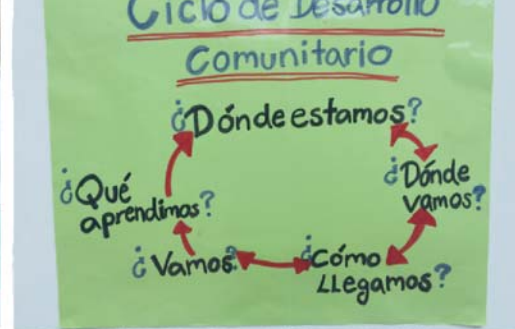 Ciclo de Desarrollo
Comunitario
¿Dónde estamos?
¿Dónde
vamos?
¿Cómo
LLegamos?
¿Vamos?
¿Qué
aprendimos?